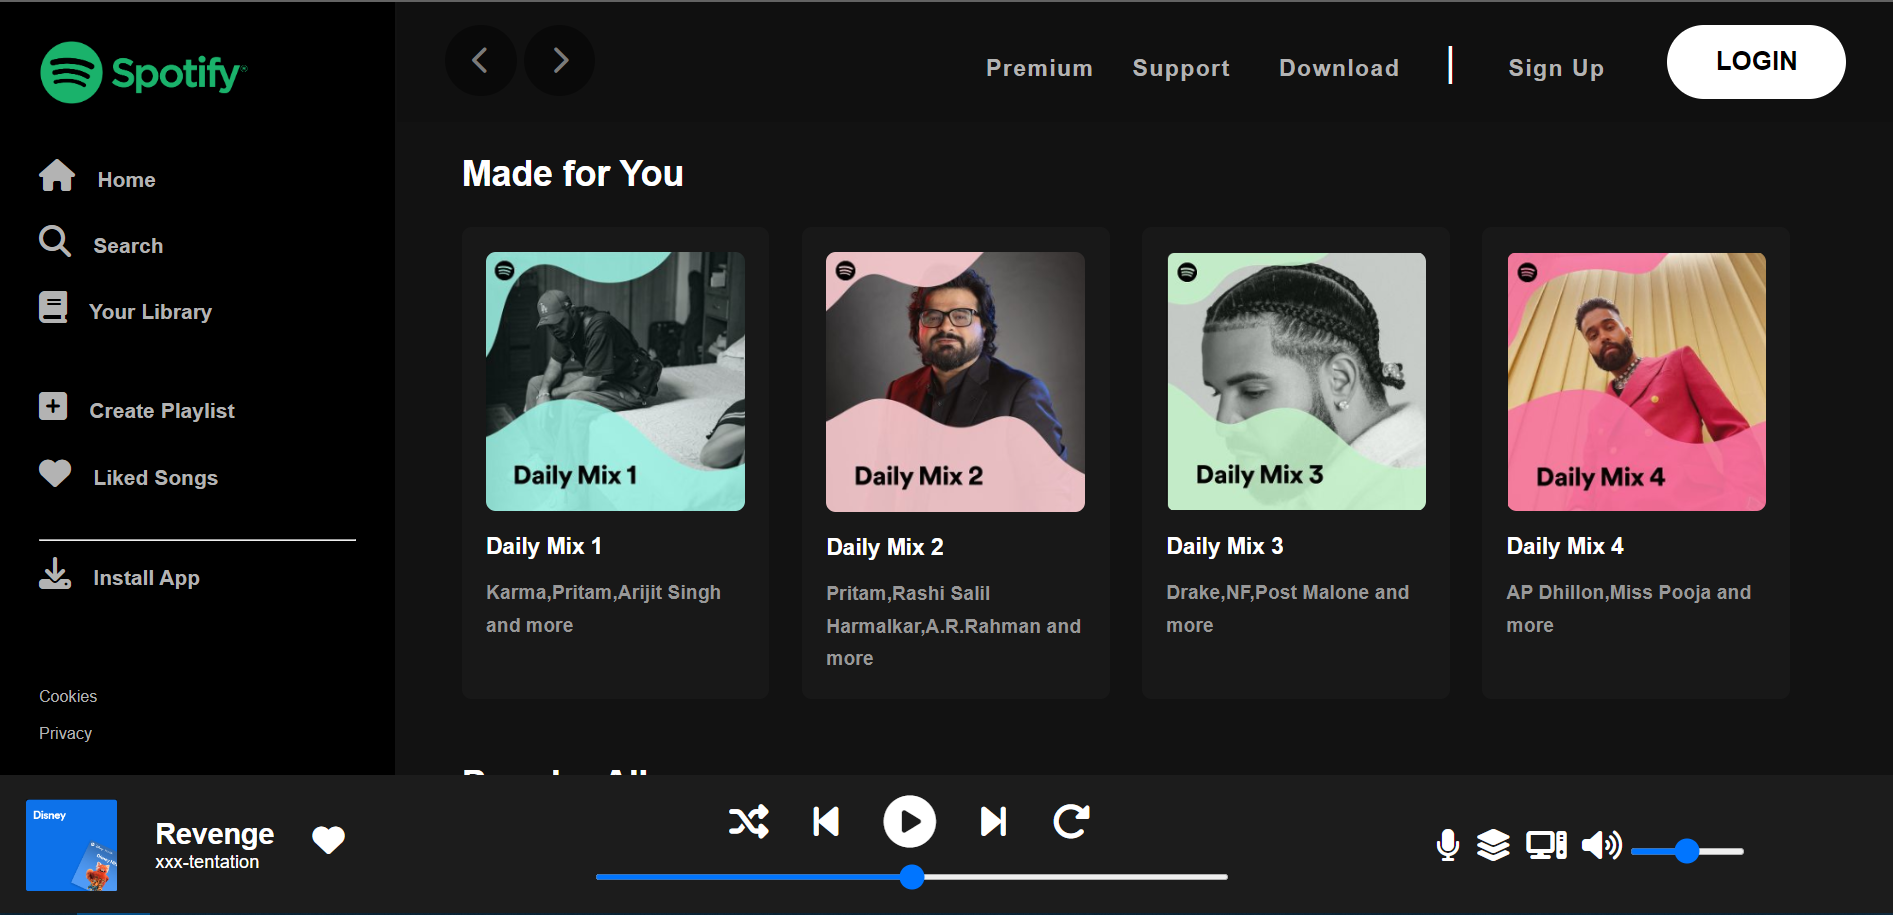 Spotify
Premium
Support
Download
Sign Up
LOGIN
Home
Search
Your Library
Create Playlist
Liked Songs
Install App
Cookies
Privacy
Made for You
Daily Mix 1
Daily Mix 1
Karma,Pritam,Arijit Singh
and more
Daily Mix 2
Daily Mix 2
Pritam,Rashi Salil
Harmalkar,A.R.Rahman and
more
Daily Mix 3
Daily Mix 3
Drake,NF,Post Malone and
more
Daily Mix 4
Daily Mix 4
AP Dhillon,Miss Pooja and
more
Disney
Revenge
xxx-tentation